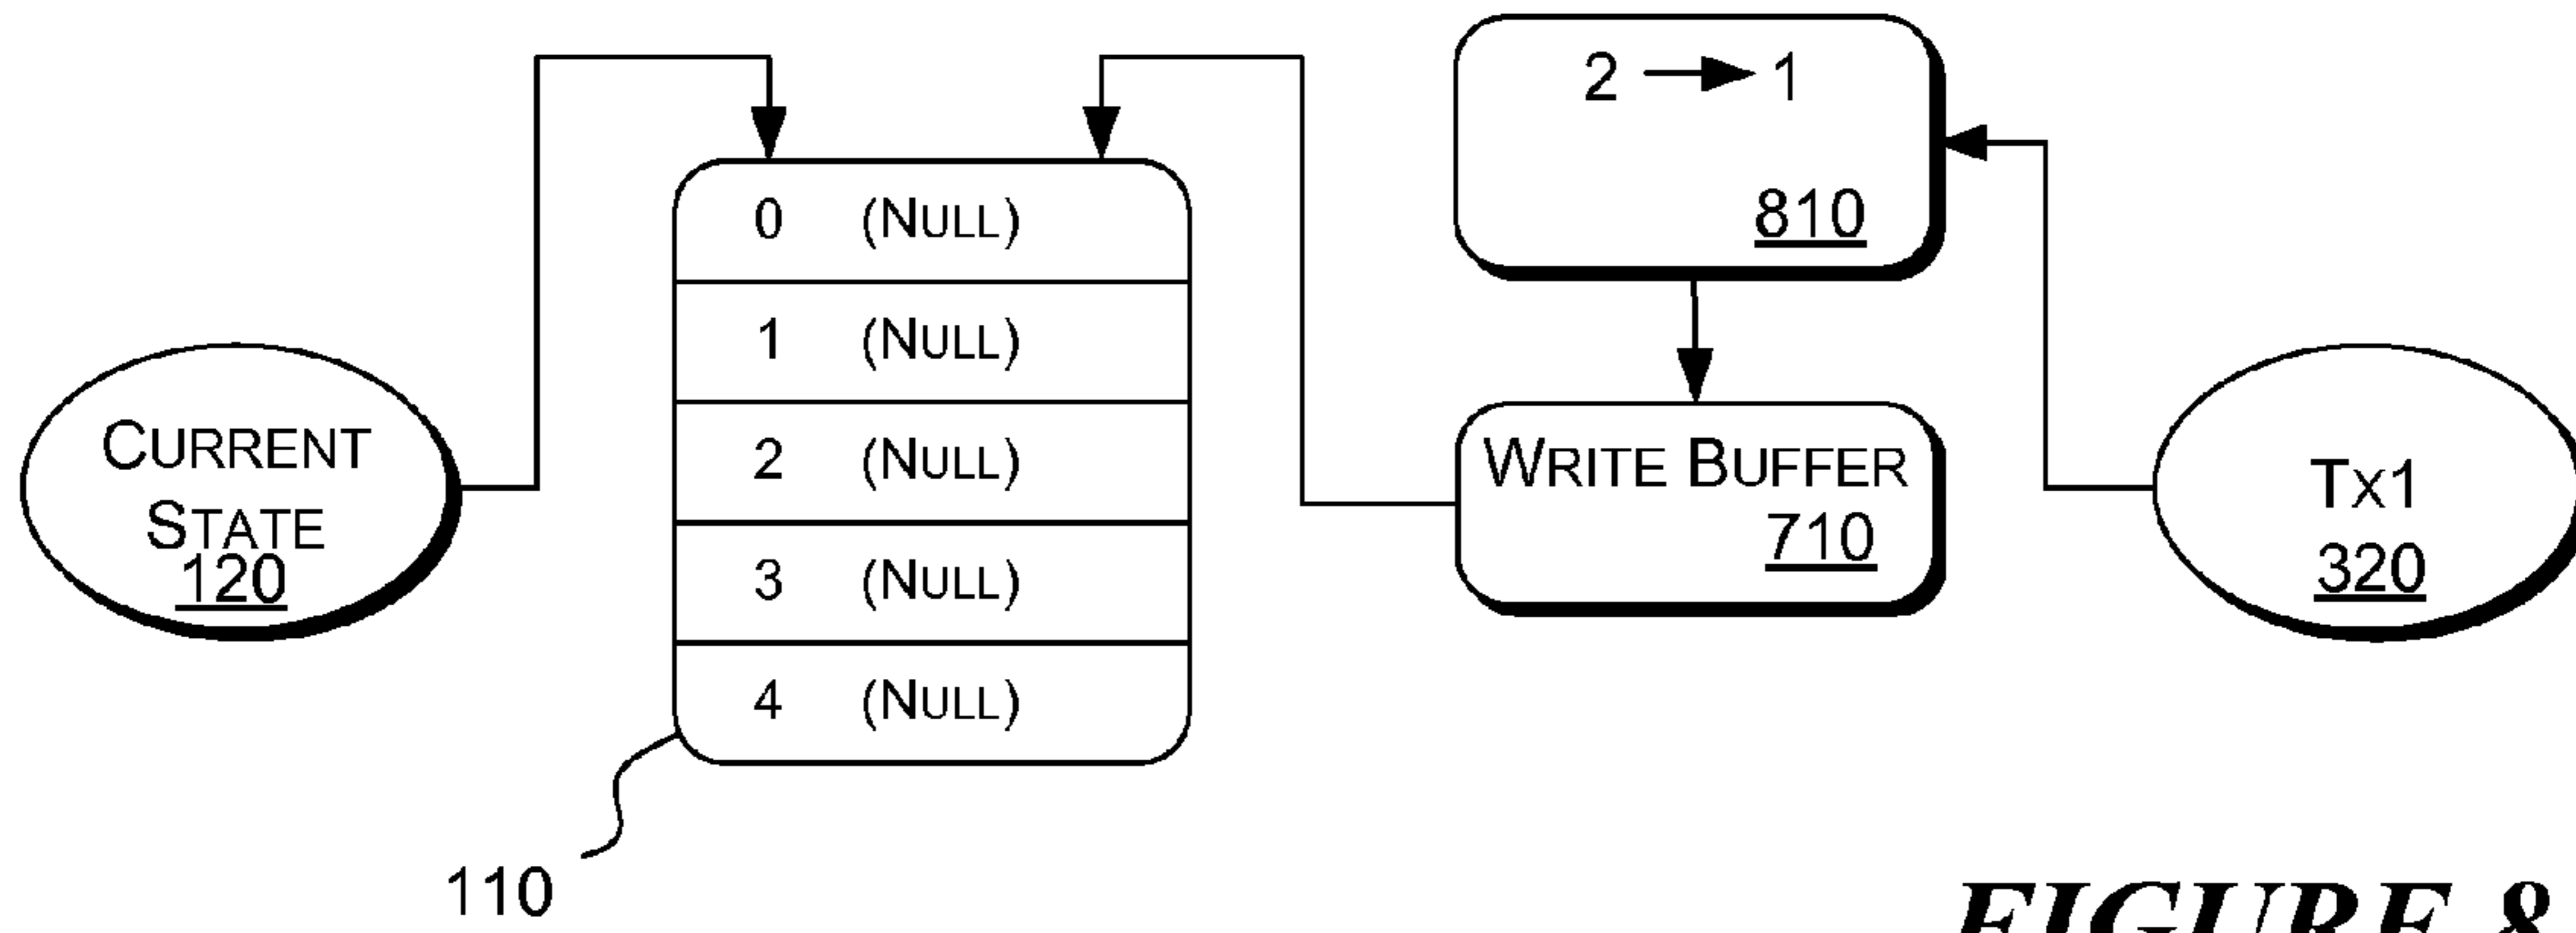 2 → 1
810
0 (NULL)
1 (NULL)
2 (NULL)
3 (NULL)
4 (NULL)
CURRENT
STATE
120
WRITE BUFFER
710
TX1
320
110
FIGURE 8